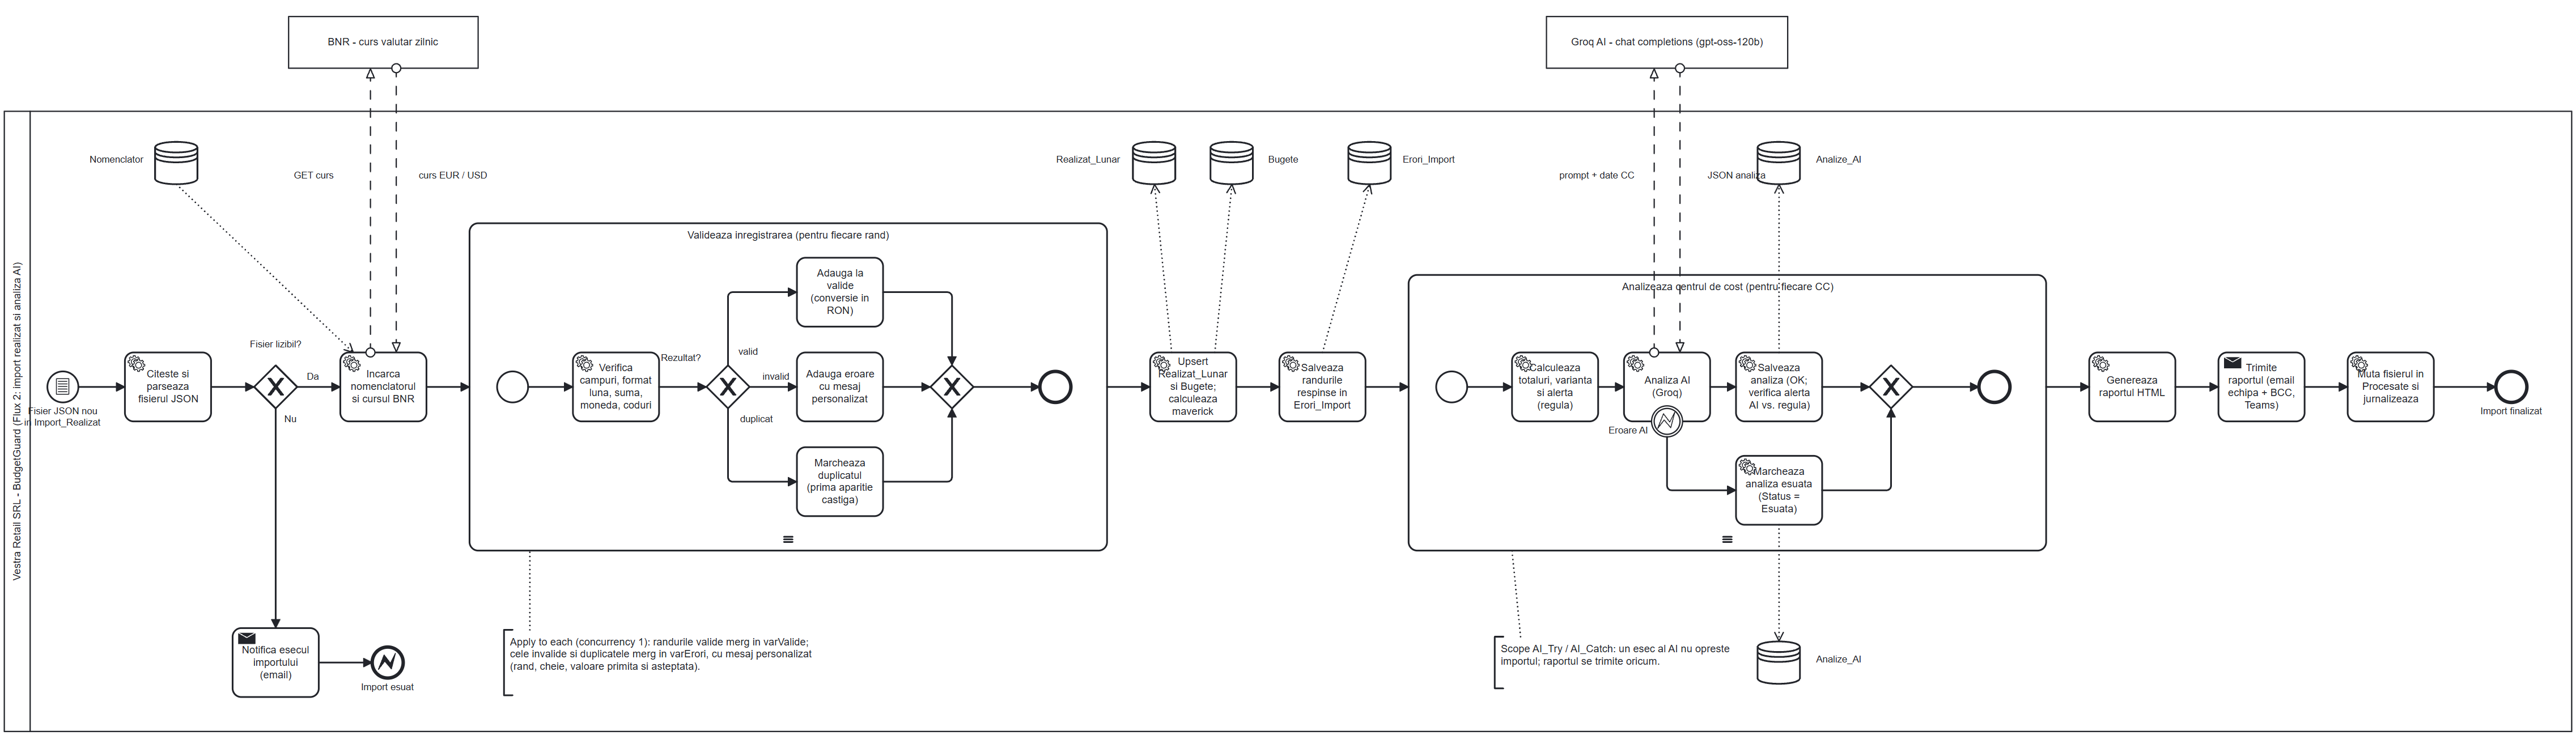 BNR - curs valutar zilnic
Groq AI - chat completions (gpt-oss-120b)
Vestra Retail SRL - BudgetGuard (Flux 2: import realizat si analiza AI)
Nomenclator
GET curs
curs EUR / USD
Realizat_Lunar
Bugete
Erori_Import
prompt + date CC
JSON analiza
Analize_AI
Fisier JSON nou
in Import_Realizat
Citeste si
parseaza
fisierul JSON
Fisier lizibil?
Da
Nu
Incarca
nomenclatorul
si cursul BNR
Notifica esecul
importului
(email)
Import esuat
Valideaza inregistrarea (pentru fiecare rand)
Verifica
campuri, format
luna, suma,
moneda, coduri
Rezultat?
valid
invalid
duplicat
Adauga la
valide
(conversie in
RON)
Adauga eroare
cu mesaj
personalizat
Marcheaza
duplicatul
(prima aparitie
castiga)
Apply to each (concurrency 1): randurile valide merg in varValide;
cele invalide si duplicatele merg in varErori, cu mesaj personalizat
(rand, cheie, valoare primita si asteptata).
Upsert
Realizat_Lunar
si Bugete;
calculeaza
maverick
Salveaza
randurile
respinse in
Erori_Import
Analizeaza centrul de cost (pentru fiecare CC)
Calculeaza
totaluri, varianta
si alerta
(regula)
Analiza AI
(Groq)
Eroare AI
Salveaza
analiza (OK;
verifica alerta
AI vs. regula)
Marcheaza
analiza esuata
(Status =
Esuata)
Scope AI_Try / AI_Catch: un esec al AI nu opreste
importul; raportul se trimite oricum.
Analize_AI
Genereaza
raportul HTML
Trimite
raportul (email
echipa + BCC,
Teams)
Muta fisierul in
Procesate si
jurnalizeaza
Import finalizat